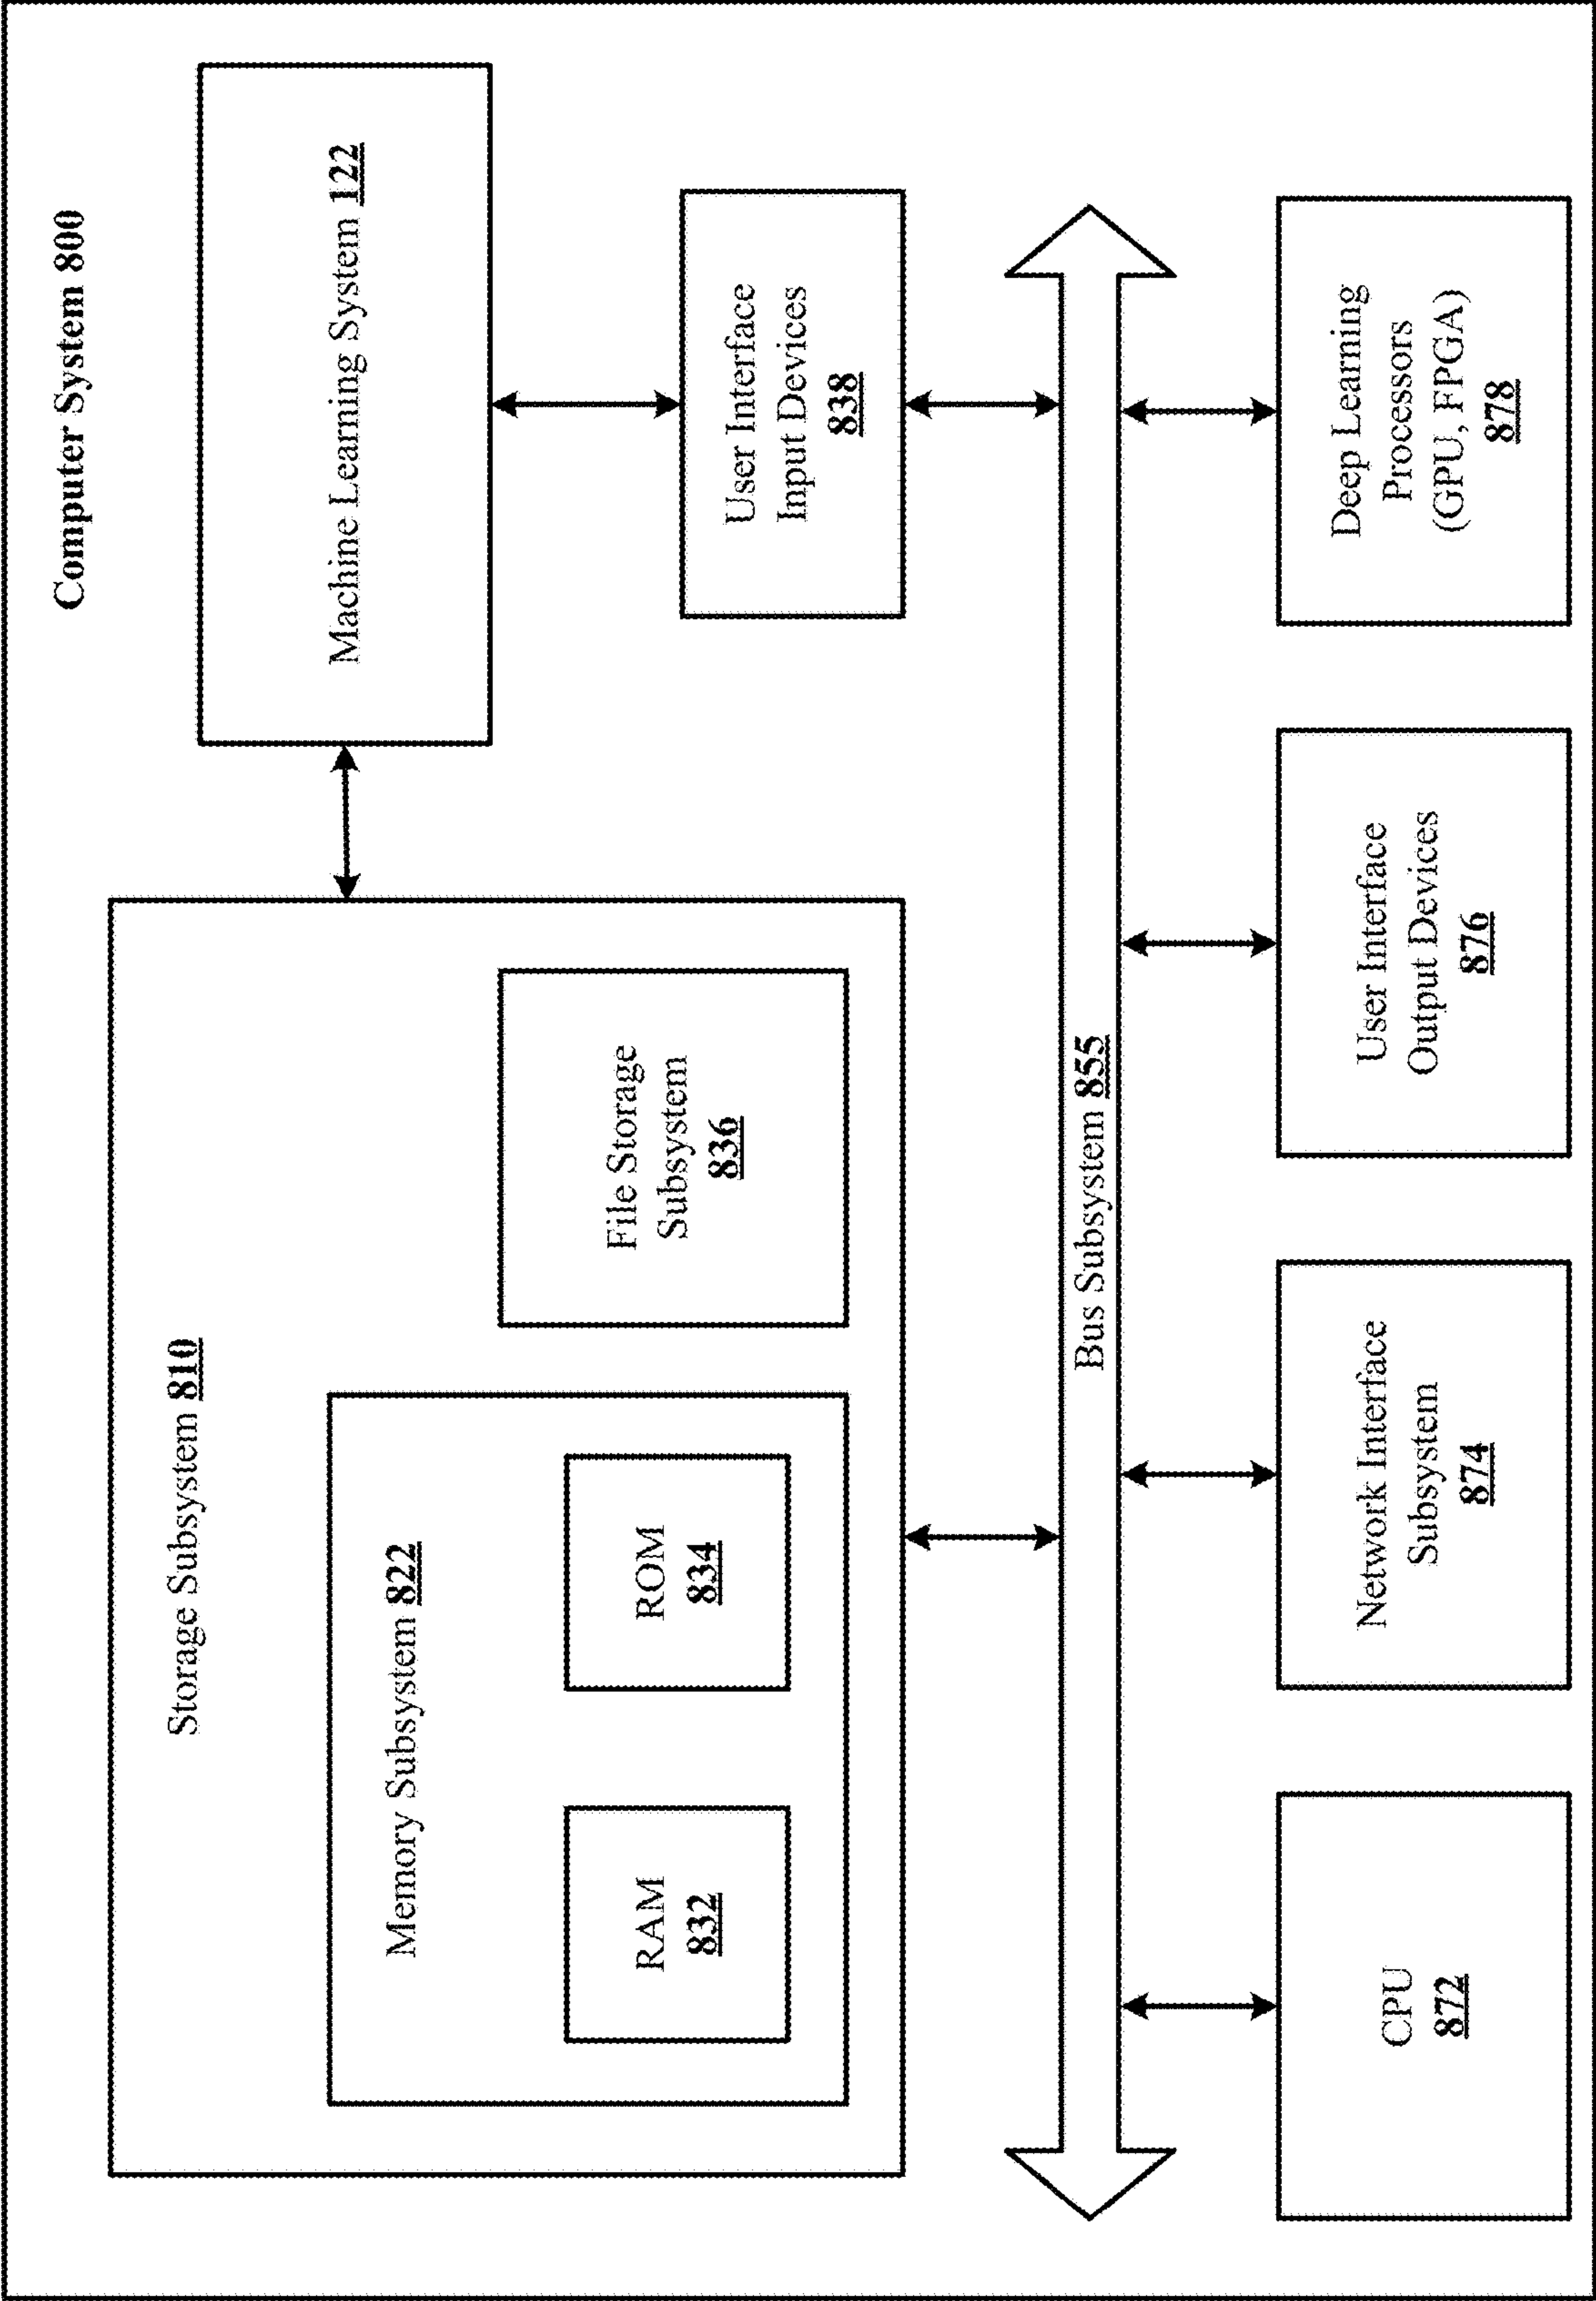 Computer System 800
Storage Subsystem 810
Machine Learning System 122
Memory Subsystem 822
RAM
832
ROM
834
File Storage
Subsystem
836
User Interface
Input Devices
838
Bus Subsystem 855
CPU
872
Network Interface
Subsystem
874
User Interface
Output Devices
876
Deep Learning
Processors
(GPU, FPGA)
878